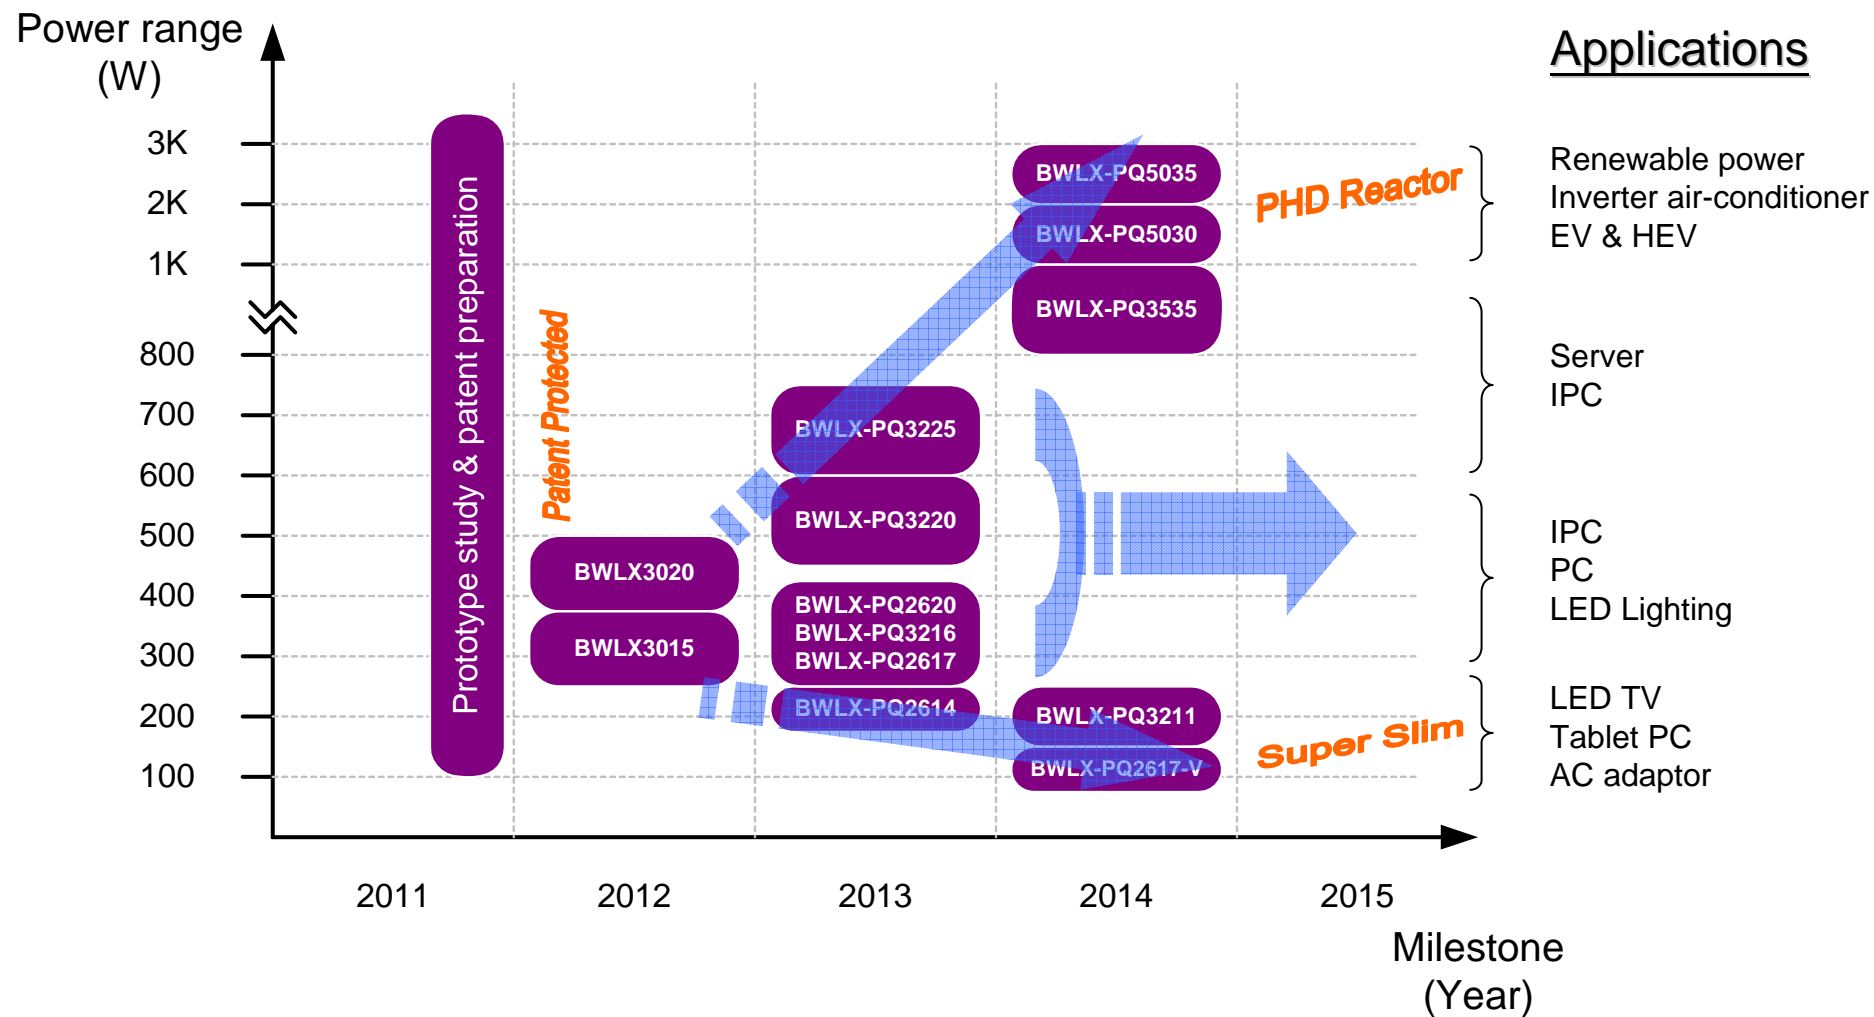 Power range
(W)
3K
2K
1K
800
700
600
500
400
300
200
100
Prototype study & patent preparation
Patent Protected
BWLX3020
BWLX3015
BWLX-PQ3225
BWLX-PQ3220
BWLX-PQ2620
BWLX-PQ3216
BWLX-PQ2617
BWLX-PQ2614
BWLX-PQ5035
BWLX-PQ5030
BWLX-PQ3535
BWLX-PQ3211
BWLX-PQ2617-V
PHD Reactor
Super Slim
Applications
Renewable power
Inverter air-conditioner
EV & HEV
Server
IPC
IPC
PC
LED Lighting
LED TV
Tablet PC
AC adaptor
2011
2012
2013
2014
2015
Milestone
(Year)